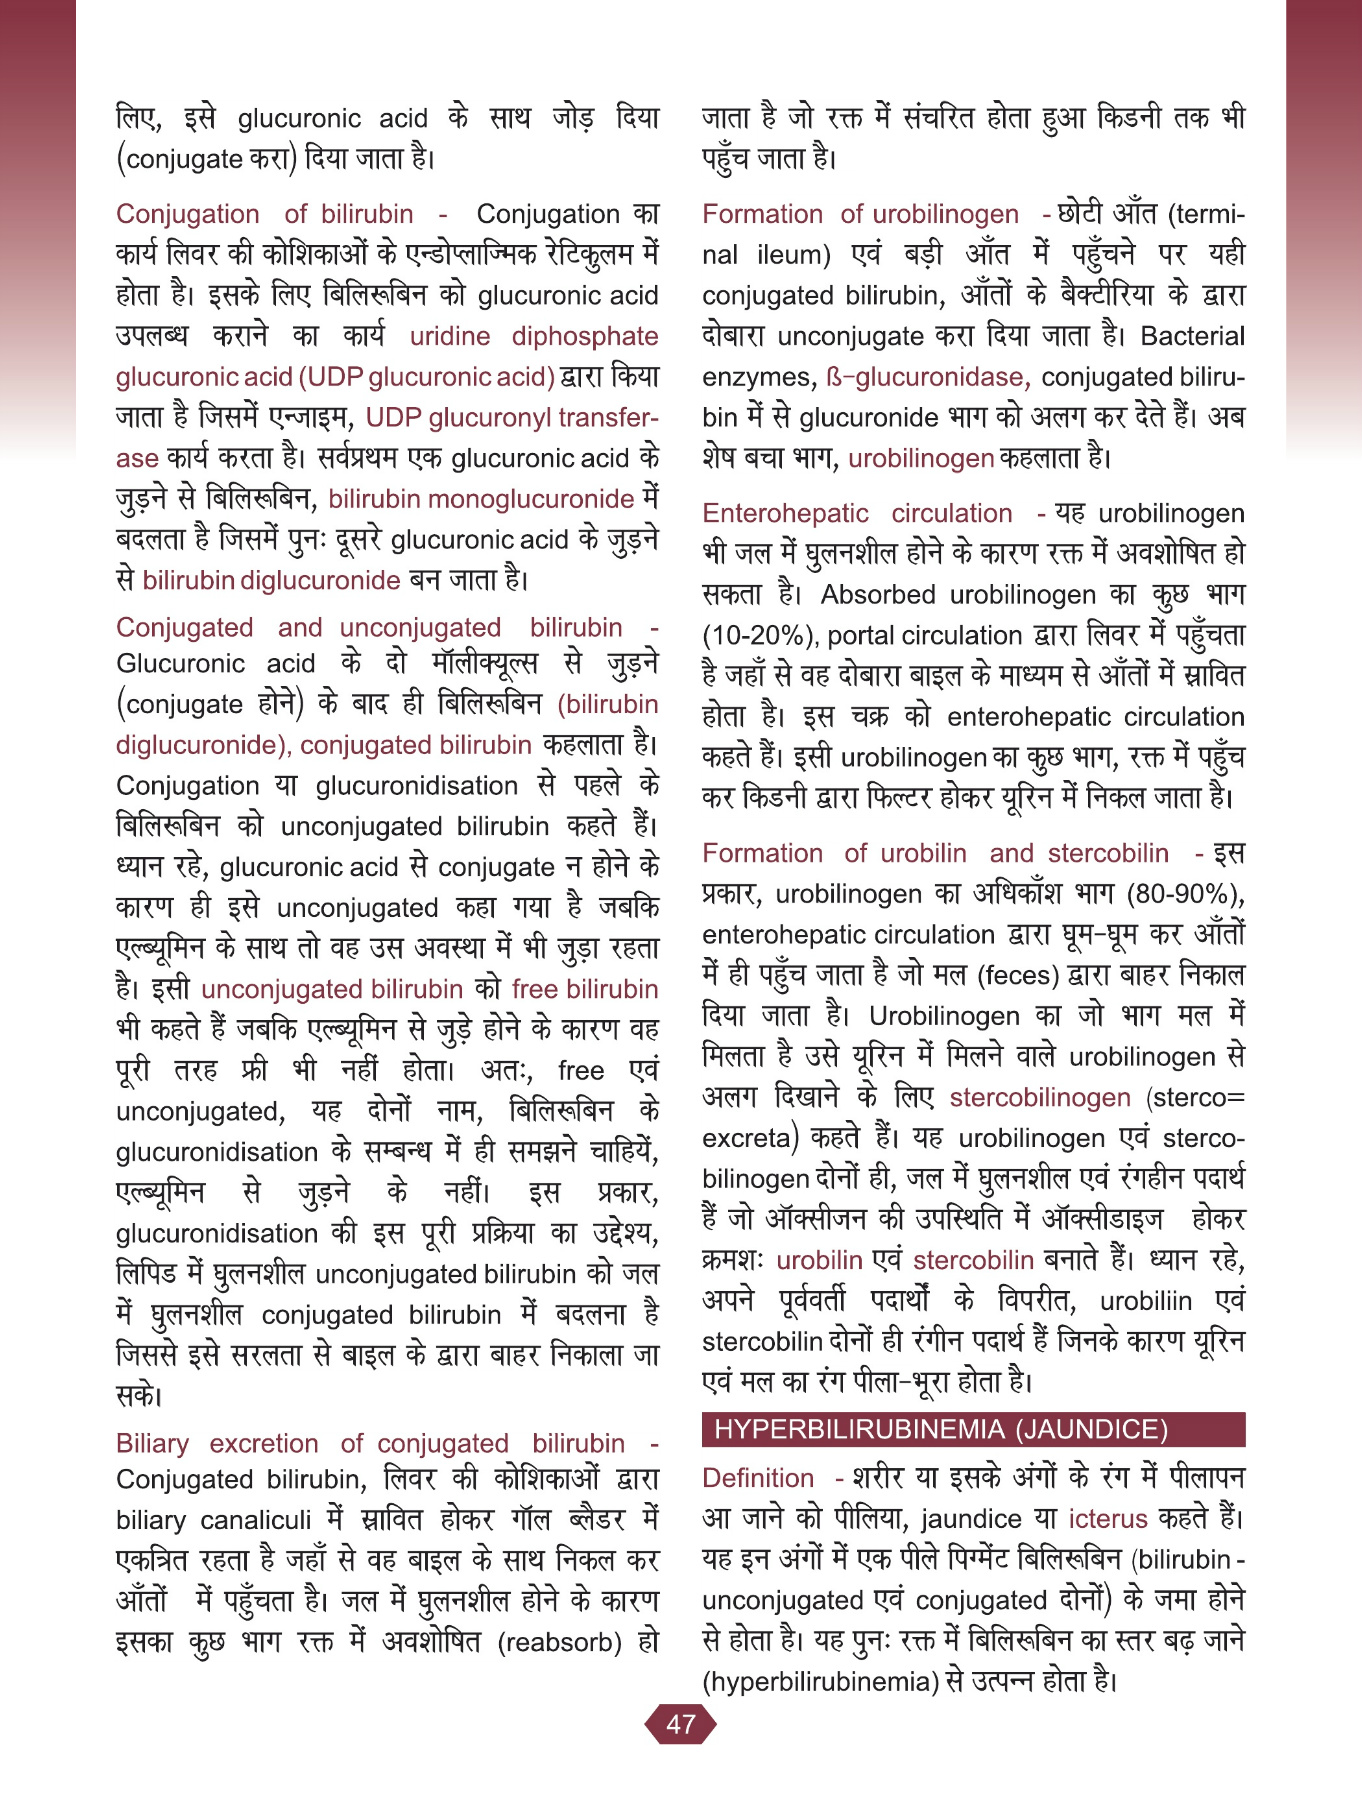 लिए, इसे glucuronic acid के साथ जोड़ दिया
(conjugate करा) दिया जाता है।
Conjugation of bilirubin - Conjugation का
कार्य लिवर की कोशिकाओं के एन्डोप्लाज्मिक रेटिकुलम में
होता है। इसके लिए बिलिरूबिन को glucuronic acid
उपलब्ध कराने का कार्य uridine diphosphate
glucuronic acid (UDP glucuronic acid) द्वारा किया
जाता है जिसमें एन्जाइम, UDP glucuronyl transfer-
ase कार्य करता है। सर्वप्रथम एक glucuronic acid के
जुड़ने से बिलिरूबिन, bilirubin monoglucuronide में
बदलता है जिसमें पुनः दूसरे glucuronic acid के जुड़ने
से bilirubin diglucuronide बन जाता है।
Conjugated and unconjugated bilirubin -
Glucuronic acid के दो मॉलीक्यूल्स से जुड़ने
(conjugate होने) के बाद ही बिलिरूबिन (bilirubin
diglucuronide), conjugated bilirubin कहलाता है।
Conjugation या glucuronidisation से पहले के
बिलिरूबिन को unconjugated bilirubin कहते हैं।
ध्यान रहे, glucuronic acid से conjugate न होने के
कारण ही इसे unconjugated कहा गया है जबकि
एल्ब्यूमिन के साथ तो वह उस अवस्था में भी जुड़ा रहता
है। इसी unconjugated bilirubin को free bilirubin
भी कहते हैं जबकि एल्ब्यूमिन से जुड़े होने के कारण वह
पूरी तरह फ्री भी नहीं होता। अतः, free एवं
unconjugated, यह दोनों नाम, बिलिरूबिन के
glucuronidisation के सम्बन्ध में ही समझने चाहियें,
एल्ब्यूमिन से जुड़ने के नहीं। इस प्रकार,
glucuronidisation की इस पूरी प्रक्रिया का उद्देश्य,
लिपिड में घुलनशील unconjugated bilirubin को जल
में घुलनशील conjugated bilirubin में बदलना है
जिससे इसे सरलता से बाइल के द्वारा बाहर निकाला जा
सके।
Biliary excretion of conjugated bilirubin -
Conjugated bilirubin, लिवर की कोशिकाओं द्वारा
biliary canaliculi में स्रावित होकर गॉल ब्लैडर में
एकत्रित रहता है जहाँ से वह बाइल के साथ निकल कर
आँतों में पहुँचता है। जल में घुलनशील होने के कारण
इसका कुछ भाग रक्त में अवशोषित (reabsorb) हो
जाता है जो रक्त में संचरित होता हुआ किडनी तक भी
पहुँच जाता है।
Formation of urobilinogen - छोटी आँत (termi-
nal ileum) एवं बड़ी आँत में पहुँचने पर यही
conjugated bilirubin, आँतों के बैक्टीरिया के द्वारा
दोबारा unconjugate करा दिया जाता है। Bacterial
enzymes, ß-glucuronidase, conjugated biliru-
bin में से glucuronide भाग को अलग कर देते हैं। अब
शेष बचा भाग, urobilinogen कहलाता है।
Enterohepatic circulation - यह urobilinogen
भी जल में घुलनशील होने के कारण रक्त में अवशोषित हो
सकता है। Absorbed urobilinogen का कुछ भाग
(10-20%), portal circulation द्वारा लिवर में पहुँचता
है जहाँ से वह दोबारा बाइल के माध्यम से आँतों में स्रावित
होता है। इस चक्र को enterohepatic circulation
कहते हैं। इसी urobilinogen का कुछ भाग, रक्त में पहुँच
कर किडनी द्वारा फिल्टर होकर यूरिन में निकल जाता है।
Formation of urobilin and stercobilin - इस
प्रकार, urobilinogen का अधिकाँश भाग (80-90%),
enterohepatic circulation द्वारा घूम-घूम कर आँतों
में ही पहुँच जाता है जो मल (feces) द्वारा बाहर निकाल
दिया जाता है। Urobilinogen का जो भाग मल में
मिलता है उसे यूरिन में मिलने वाले urobilinogen से
अलग दिखाने के लिए stercobilinogen (sterco=
excreta) कहते हैं। यह urobilinogen एवं sterco-
bilinogen दोनों ही, जल में घुलनशील एवं रंगहीन पदार्थ
हैं जो ऑक्सीजन की उपस्थिति में ऑक्सीडाइज होकर
क्रमशः urobilin एवं stercobilin बनाते हैं। ध्यान रहे,
अपने पूर्ववर्ती पदार्थों के विपरीत, urobiliin एवं
stercobilin दोनों ही रंगीन पदार्थ हैं जिनके कारण यूरिन
एवं मल का रंग पीला-भूरा होता है।
HYPERBILIRUBINEMIA (JAUNDICE)
Definition - शरीर या इसके अंगों के रंग में पीलापन
आ जाने को पीलिया, jaundice या icterus कहते हैं।
यह इन अंगों में एक पीले पिग्मेंट बिलिरूबिन (bilirubin -
unconjugated एवं conjugated दोनों) के जमा होने
से होता है। यह पुनः रक्त में बिलिरूबिन का स्तर बढ़ जाने
(hyperbilirubinemia) से उत्पन्न होता है।
47